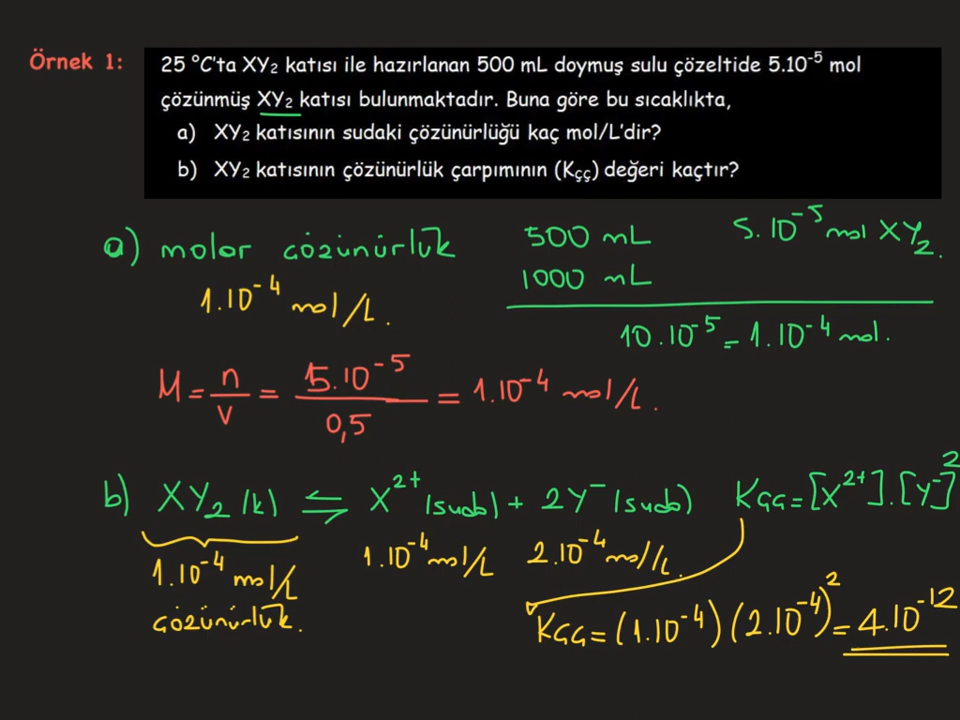 Örnek 1:
25 °C'ta XY₂ katısı ile hazırlanan 500 mL doymuş sulu çözeltide 5.10⁻⁵ mol
çözünmüş XY₂ katısı bulunmaktadır. Buna göre bu sıcaklıkta,
a) XY₂ katısının sudaki çözünürlüğü kaç mol/L'dir?
b) XY₂ katısının çözünürlük çarpımının (Kçç) değeri kaçtır?
a) molar çözünürlük
1.10⁻⁴ mol/L.
500 mL 5.10⁻⁵ mol XY₂.
1000 mL
10.10⁻⁵ = 1.10⁻⁴ mol.
M = n/V = 5.10⁻⁵/0,5 = 1.10⁻⁴ mol/L.
b) XY₂ (k) ⇌ X²⁺ (suda) + 2Y⁻ (suda) Kçç = [X²⁺].[Y⁻]²
1.10⁻⁴ mol/L 1.10⁻⁴ mol/L 2.10⁻⁴ mol/L.
çözünürlük.
Kçç = (1.10⁻⁴) (2.10⁻⁴)² = 4.10⁻¹²